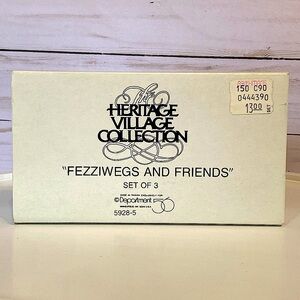 The
HERITAGE
VILLAGE
COLLECTION
"FEZZIWEGS AND FRIENDS"
SET OF 3
©Department 56
5928-5
150 C90
0444390
13.00